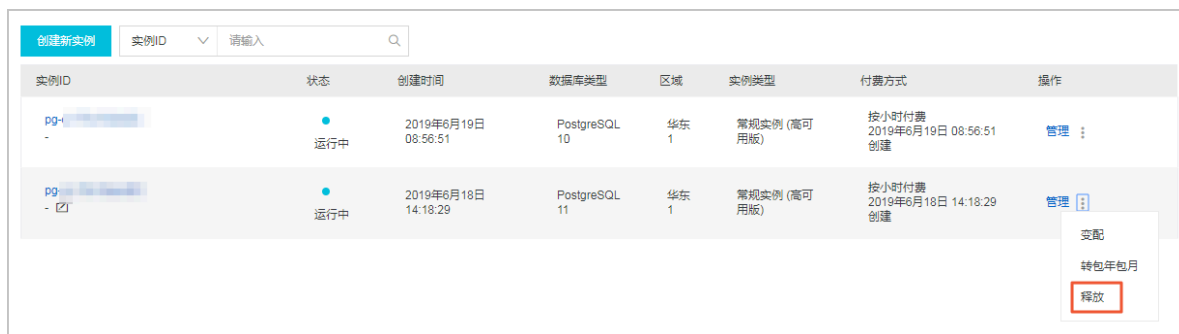 创建新实例 实例ID 请输入
实例ID 状态 创建时间 数据库类型 区域 实例类型 付费方式 操作
pg-
-
运行中
2019年6月19日
08:56:51
PostgreSQL
10
华东
1
常规实例 (高可
用版)
按小时付费
2019年6月19日 08:56:51
创建
管理
pg-
-
运行中
2019年6月18日
14:18:29
PostgreSQL
11
华东
1
常规实例 (高可
用版)
按小时付费
2019年6月18日 14:18:29
创建
管理
变配
转包年包月
释放